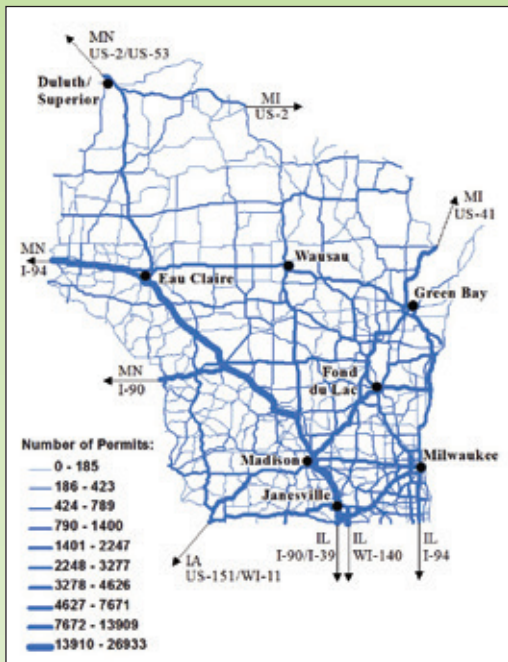 MN
US-2/US-53
Duluth/
Superior
MI
US-2
MI
US-41
MN
I-94
Eau Claire
Wausau
Green Bay
MN
I-90
Fond
du Lac
Number of Permits:
0 - 185
186 - 423
424 - 789
790 - 1400
1401 - 2247
2248 - 3277
3278 - 4626
4627 - 7671
7672 - 13909
13910 - 26933
Madison
Milwaukee
Janesville
IA
US-151/WI-11
IL
I-90/I-39
IL
WI-140
IL
I-94